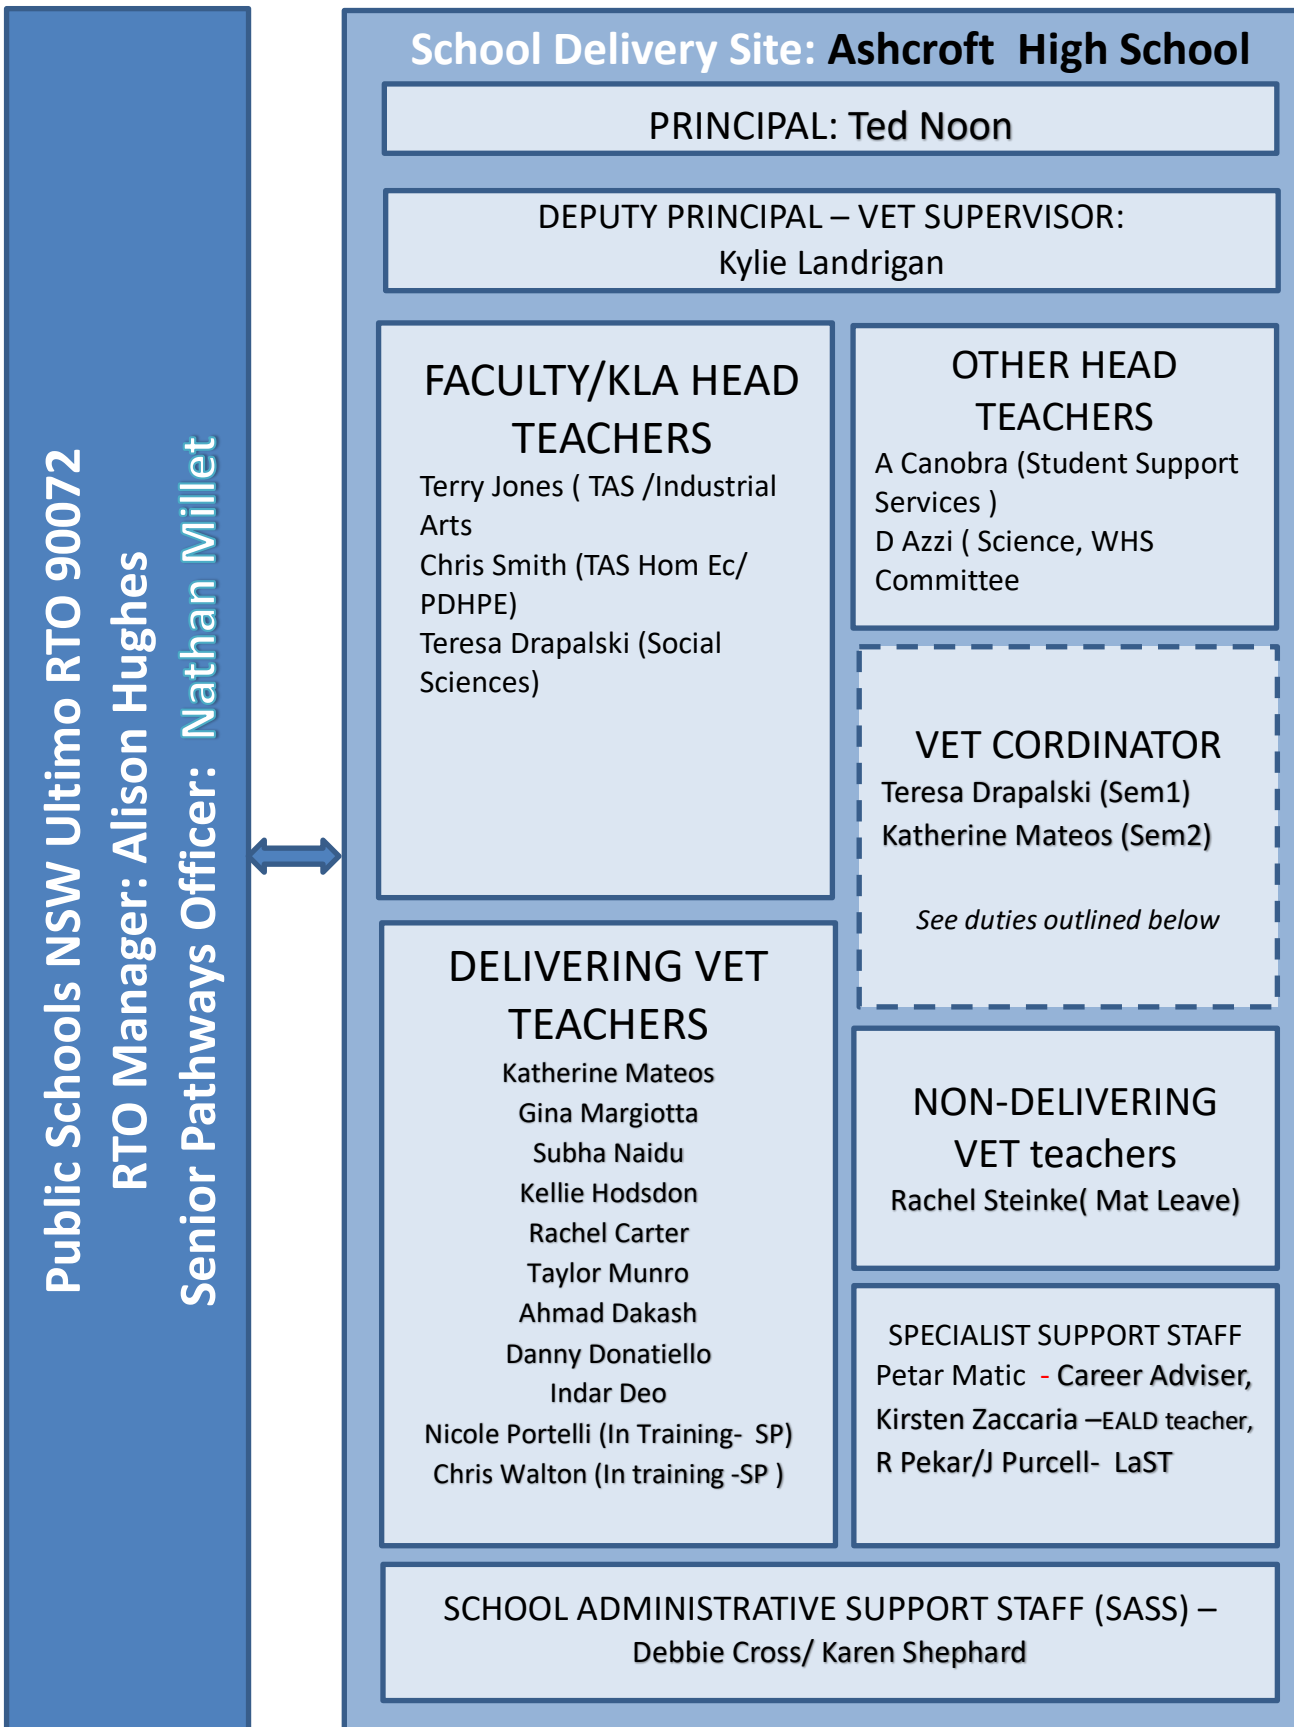 Public Schools NSW Ultimo RTO 90072
RTO Manager: Alison Hughes
Senior Pathways Officer: Nathan Millet
School Delivery Site: Ashcroft High School
PRINCIPAL: Ted Noon
DEPUTY PRINCIPAL – VET SUPERVISOR:
Kylie Landrigan
FACULTY/KLA HEAD
TEACHERS
Terry Jones ( TAS /Industrial
Arts
Chris Smith (TAS Hom Ec/
PDHPE)
Teresa Drapalski (Social
Sciences)
OTHER HEAD
TEACHERS
A Canobra (Student Support
Services )
D Azzi ( Science, WHS
Committee
VET CORDINATOR
Teresa Drapalski (Sem1)
Katherine Mateos (Sem2)
See duties outlined below
DELIVERING VET
TEACHERS
Katherine Mateos
Gina Margiotta
Subha Naidu
Kellie Hodsdon
Rachel Carter
Taylor Munro
Ahmad Dakash
Danny Donatiello
Indar Deo
Nicole Portelli (In Training- SP)
Chris Walton (In training -SP )
NON-DELIVERING
VET teachers
Rachel Steinke( Mat Leave)
SPECIALIST SUPPORT STAFF
Petar Matic - Career Adviser,
Kirsten Zaccaria –EALD teacher,
R Pekar/J Purcell- LaST
SCHOOL ADMINISTRATIVE SUPPORT STAFF (SASS) –
Debbie Cross/ Karen Shephard